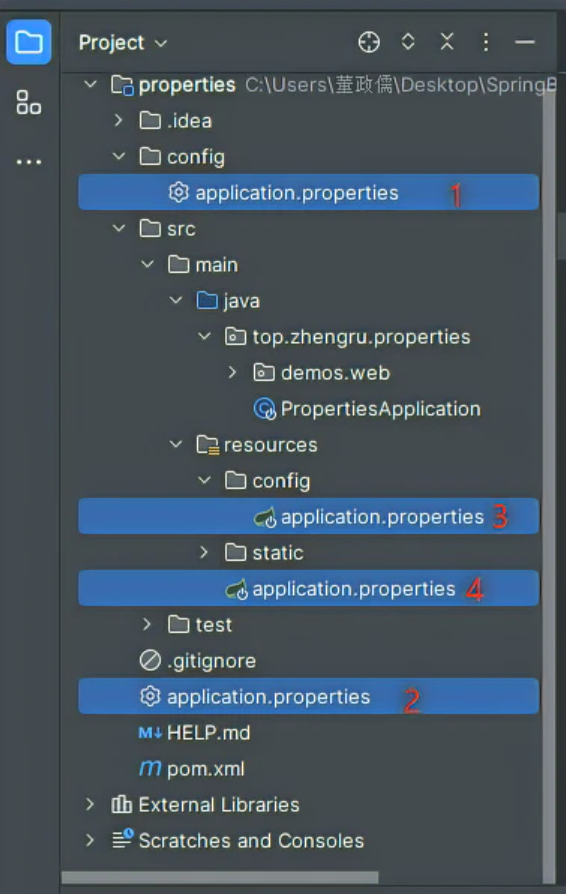 Project
properties C:\Users\董政儒\Desktop\SpringB
.idea
config
application.properties 1
src
main
java
top.zhengru.properties
demos.web
PropertiesApplication
resources
config
application.properties 3
static
application.properties 4
test
.gitignore
application.properties 2
M↓ HELP.md
m pom.xml
External Libraries
Scratches and Consoles